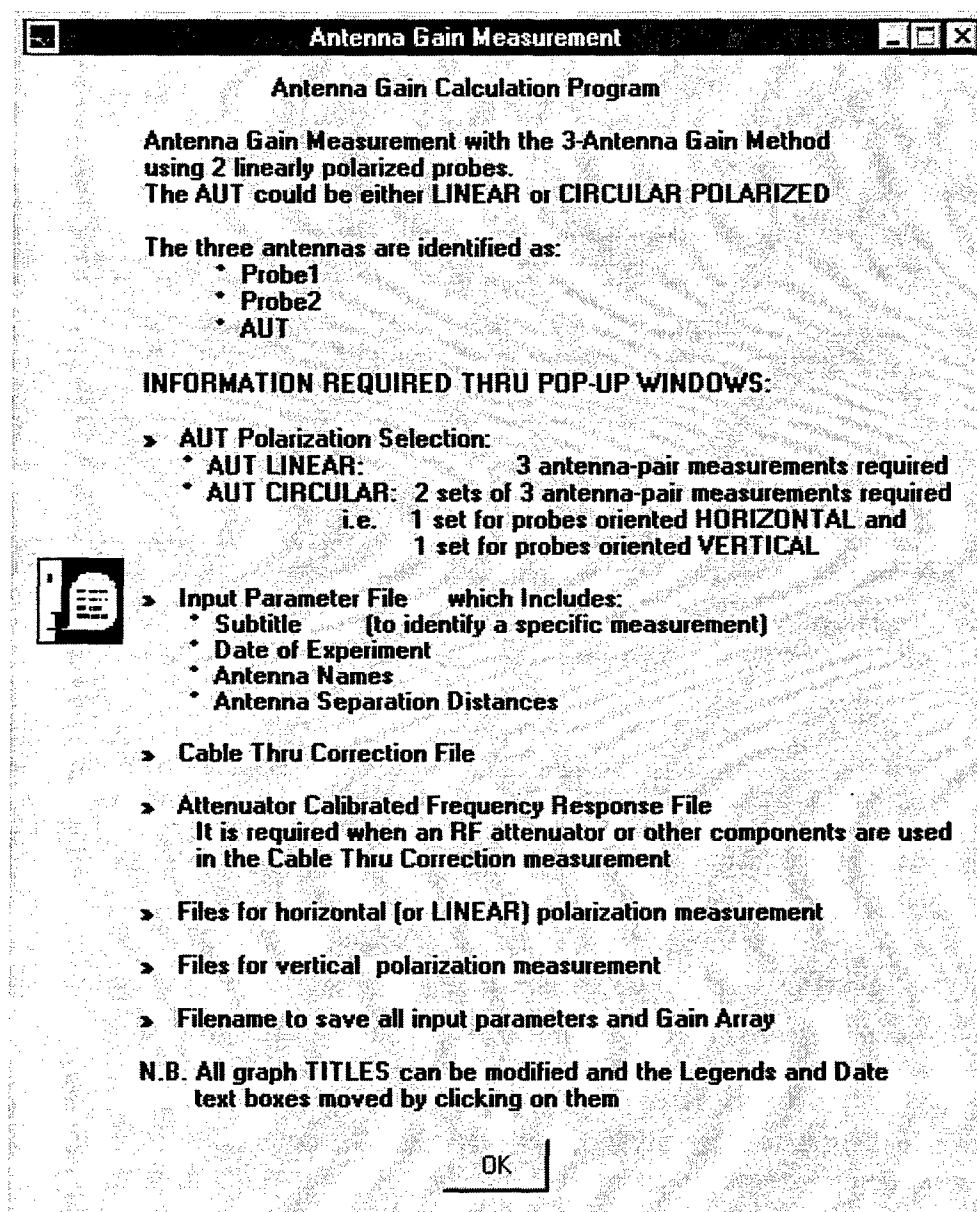 Antenna Gain Measurement
Antenna Gain Calculation Program
Antenna Gain Measurement with the 3-Antenna Gain Method
using 2 linearly polarized probes.
The AUT could be either LINEAR or CIRCULAR POLARIZED
The three antennas are identified as:
* Probe1
* Probe2
* AUT
INFORMATION REQUIRED THRU POP-UP WINDOWS:
» AUT Polarization Selection:
* AUT LINEAR: 3 antenna-pair measurements required
* AUT CIRCULAR: 2 sets of 3 antenna-pair measurements required
i.e. 1 set for probes oriented HORIZONTAL and
1 set for probes oriented VERTICAL
» Input Parameter File which Includes:
* Subtitle (to identify a specific measurement)
* Date of Experiment
* Antenna Names
* Antenna Separation Distances
» Cable Thru Correction File
» Attenuator Calibrated Frequency Response File
It is required when an RF attenuator or other components are used
in the Cable Thru Correction measurement
» Files for horizontal (or LINEAR) polarization measurement
» Files for vertical polarization measurement
» Filename to save all input parameters and Gain Array
N.B. All graph TITLES can be modified and the Legends and Date
text boxes moved by clicking on them
OK